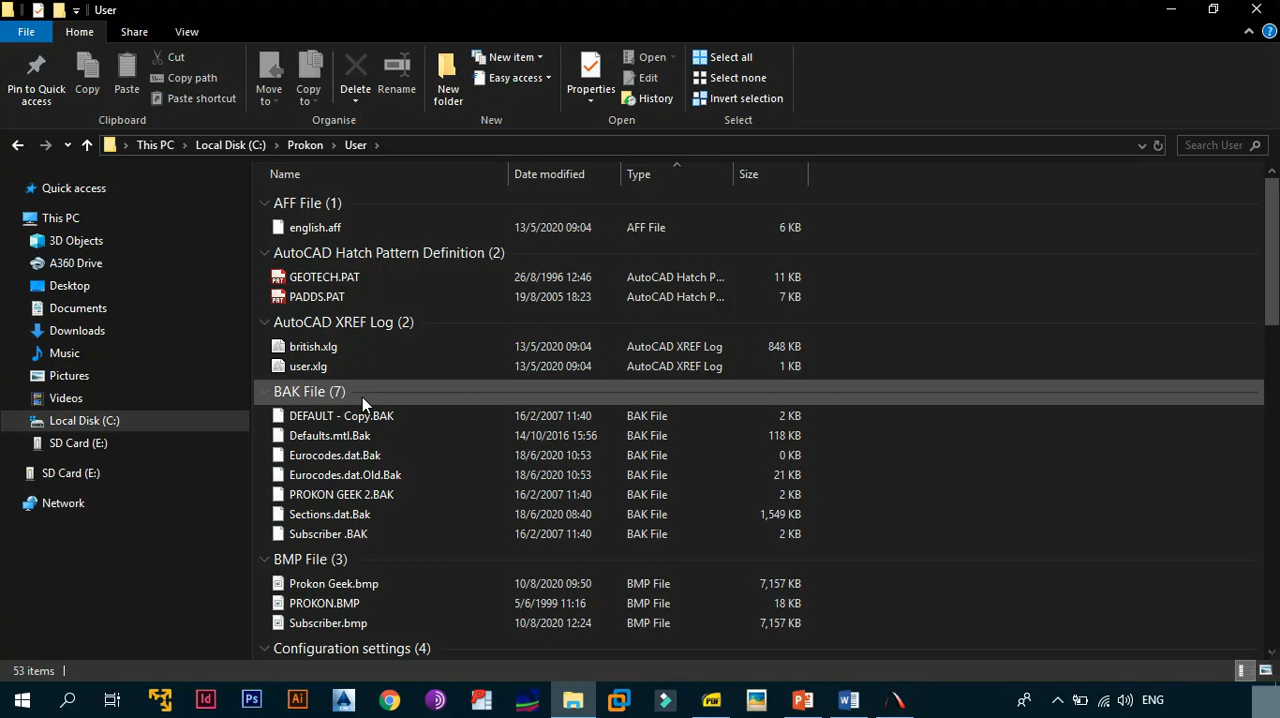 User
File Home Share View
Pin to Quick access
Copy
Paste
Cut
Copy path
Paste shortcut
Clipboard
Move to
Copy to
Delete
Rename
Organise
New folder
New item
Easy access
New
Properties
Open
Edit
History
Open
Select all
Select none
Invert selection
Select
This PC Local Disk (C:) Prokon User
Search User
Quick access
This PC
3D Objects
A360 Drive
Desktop
Documents
Downloads
Music
Pictures
Videos
Local Disk (C:)
SD Card (E:)
SD Card (E:)
Network
Name Date modified Type Size
AFF File (1)
english.aff 13/5/2020 09:04 AFF File 6 KB
AutoCAD Hatch Pattern Definition (2)
GEOTECH.PAT 26/8/1996 12:46 AutoCAD Hatch P... 11 KB
PADDS.PAT 19/8/2005 18:23 AutoCAD Hatch P... 7 KB
AutoCAD XREF Log (2)
british.xlg 13/5/2020 09:04 AutoCAD XREF Log 848 KB
user.xlg 13/5/2020 09:04 AutoCAD XREF Log 1 KB
BAK File (7)
DEFAULT - Copy.BAK 16/2/2007 11:40 BAK File 2 KB
Defaults.mtl.Bak 14/10/2016 15:56 BAK File 118 KB
Eurocodes.dat.Bak 18/6/2020 10:53 BAK File 0 KB
Eurocodes.dat.Old.Bak 18/6/2020 10:53 BAK File 21 KB
PROKON GEEK 2.BAK 16/2/2007 11:40 BAK File 2 KB
Sections.dat.Bak 18/6/2020 08:40 BAK File 1,549 KB
Subscriber .BAK 16/2/2007 11:40 BAK File 2 KB
BMP File (3)
Prokon Geek.bmp 10/8/2020 09:50 BMP File 7,157 KB
PROKON.BMP 5/6/1999 11:16 BMP File 18 KB
Subscriber.bmp 10/8/2020 12:24 BMP File 7,157 KB
Configuration settings (4)
53 items
ENG